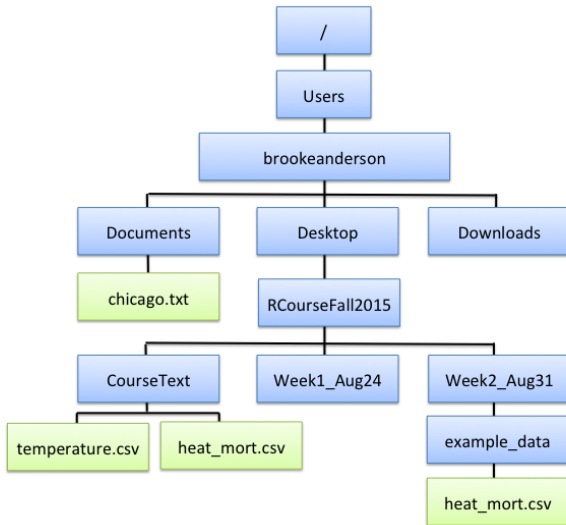 /
Users
brookeanderson
Documents
Desktop
Downloads
chicago.txt
RCourseFall2015
CourseText
Week1_Aug24
Week2_Aug31
temperature.csv
heat_mort.csv
example_data
heat_mort.csv